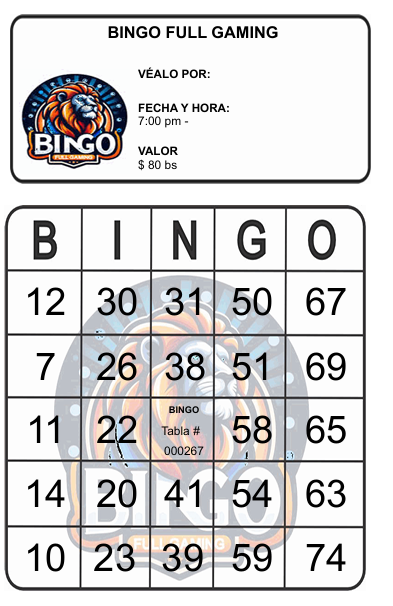 BINGO FULL GAMING
VÉALO POR:
FECHA Y HORA:
7:00 pm -
VALOR
$ 80 bs
BINGO
FULL GAMING
B I N G O
12 30 31 50 67
7 26 38 51 69
11 22 BINGO Tabla # 000267 58 65
14 20 41 54 63
10 23 39 59 74
BINGO
FULL GAMING